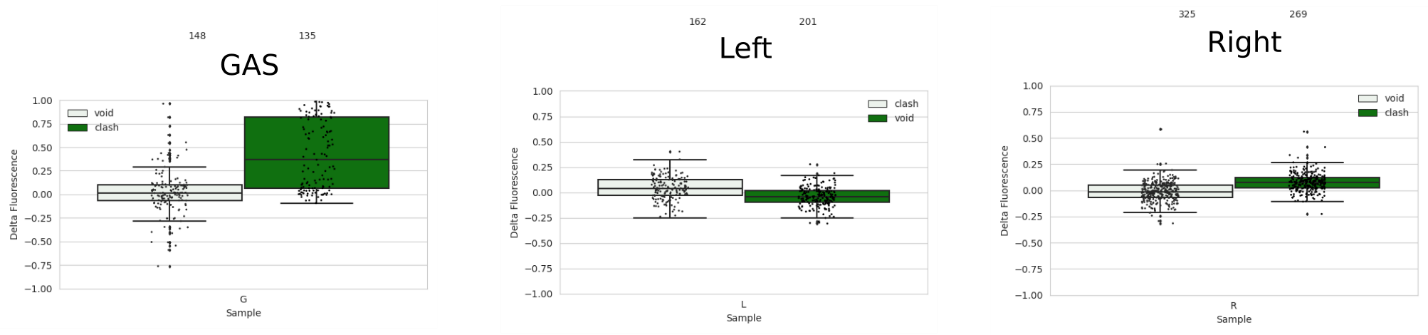 148 135
GAS
1.00
0.75
0.50
0.25
0.00
−0.25
−0.50
−0.75
−1.00
Delta Fluorescence
void
clash
G
Sample
162 201
Left
1.00
0.75
0.50
0.25
0.00
−0.25
−0.50
−0.75
−1.00
Delta Fluorescence
clash
void
L
Sample
325 269
Right
1.00
0.75
0.50
0.25
0.00
−0.25
−0.50
−0.75
−1.00
Delta Fluorescence
void
clash
R
Sample